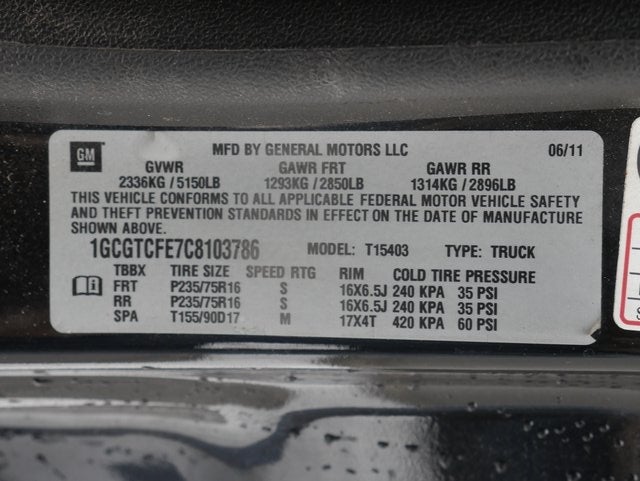 GM
MFD BY GENERAL MOTORS LLC 06/11
GVWR GAWR FRT GAWR RR
2336KG / 5150LB 1293KG / 2850LB 1314KG / 2896LB
THIS VEHICLE CONFORMS TO ALL APPLICABLE FEDERAL MOTOR VEHICLE SAFETY
AND THEFT PREVENTION STANDARDS IN EFFECT ON THE DATE OF MANUFACTURE
SHOWN ABOVE.
1GCGTCFE7C8103786 MODEL: T15403 TYPE: TRUCK
TBBX TIRE SIZE SPEED RTG RIM COLD TIRE PRESSURE
FRT P235/75R16 S 16X6.5J 240 KPA 35 PSI
RR P235/75R16 S 16X6.5J 240 KPA 35 PSI
SPA T155/90D17 M 17X4T 420 KPA 60 PSI